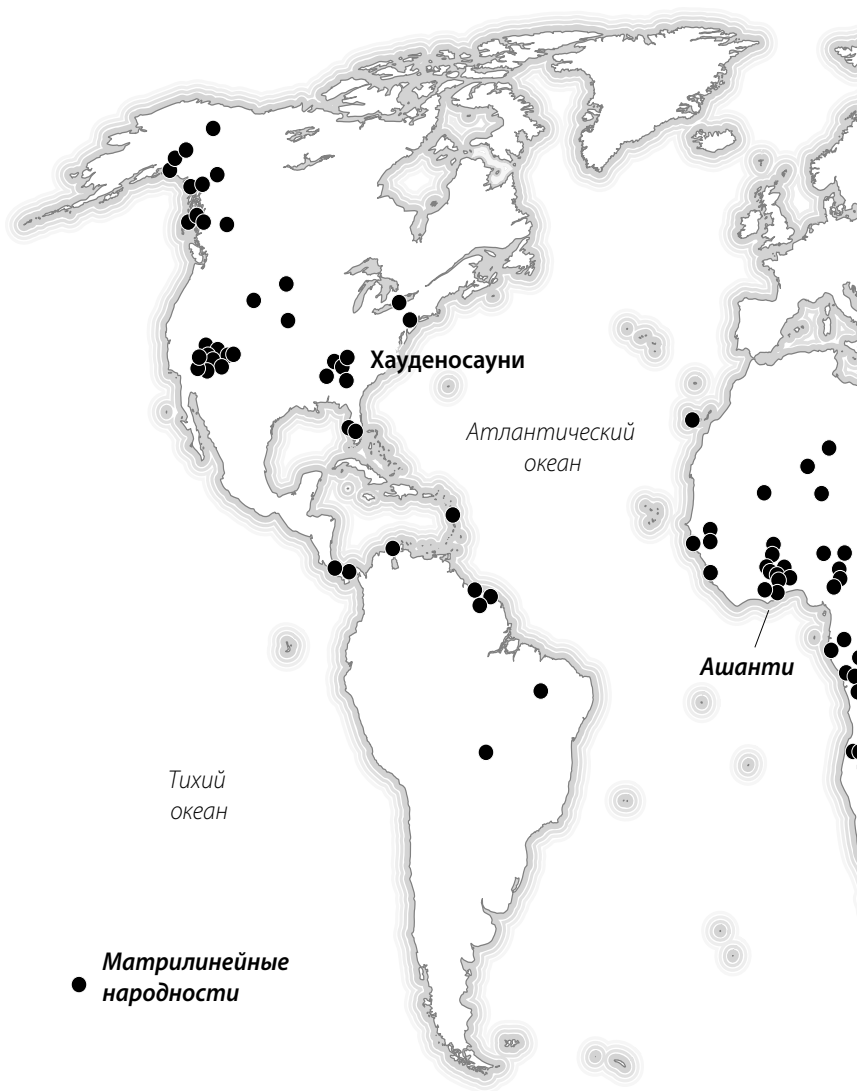 Хауденосауни
Атлантический
океан
Ашанти
Тихий
океан
Матрилинейные
народности